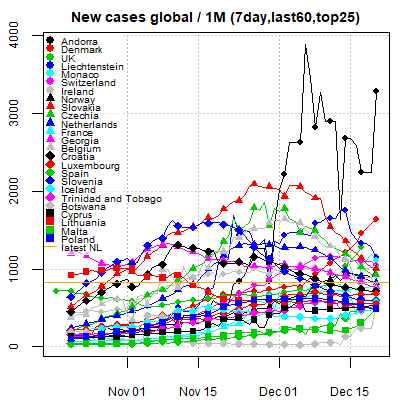 New cases global / 1M (7day,last60,top25)
Andorra
Denmark
UK
Liechtenstein
Monaco
Switzerland
Ireland
Norway
Slovakia
Czechia
Netherlands
France
Georgia
Belgium
Croatia
Luxembourg
Spain
Slovenia
Iceland
Trinidad and Tobago
Botswana
Cyprus
Lithuania
Malta
Poland
latest NL
4000
3000
2000
1000
0
Nov 01
Nov 15
Dec 01
Dec 15